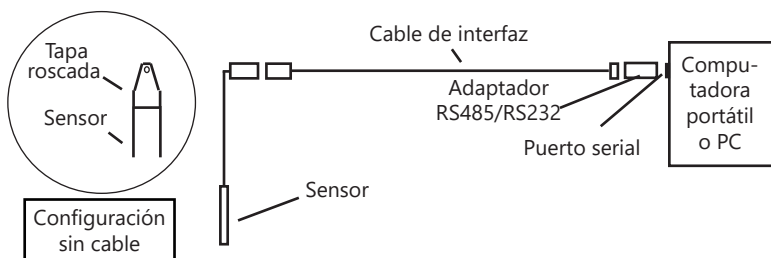 Tapa
roscada
Sensor
Configuración
sin cable
Cable de interfaz
Adaptador
RS485/RS232
Puerto serial
Sensor
Compu-
tadora
portátil
o PC